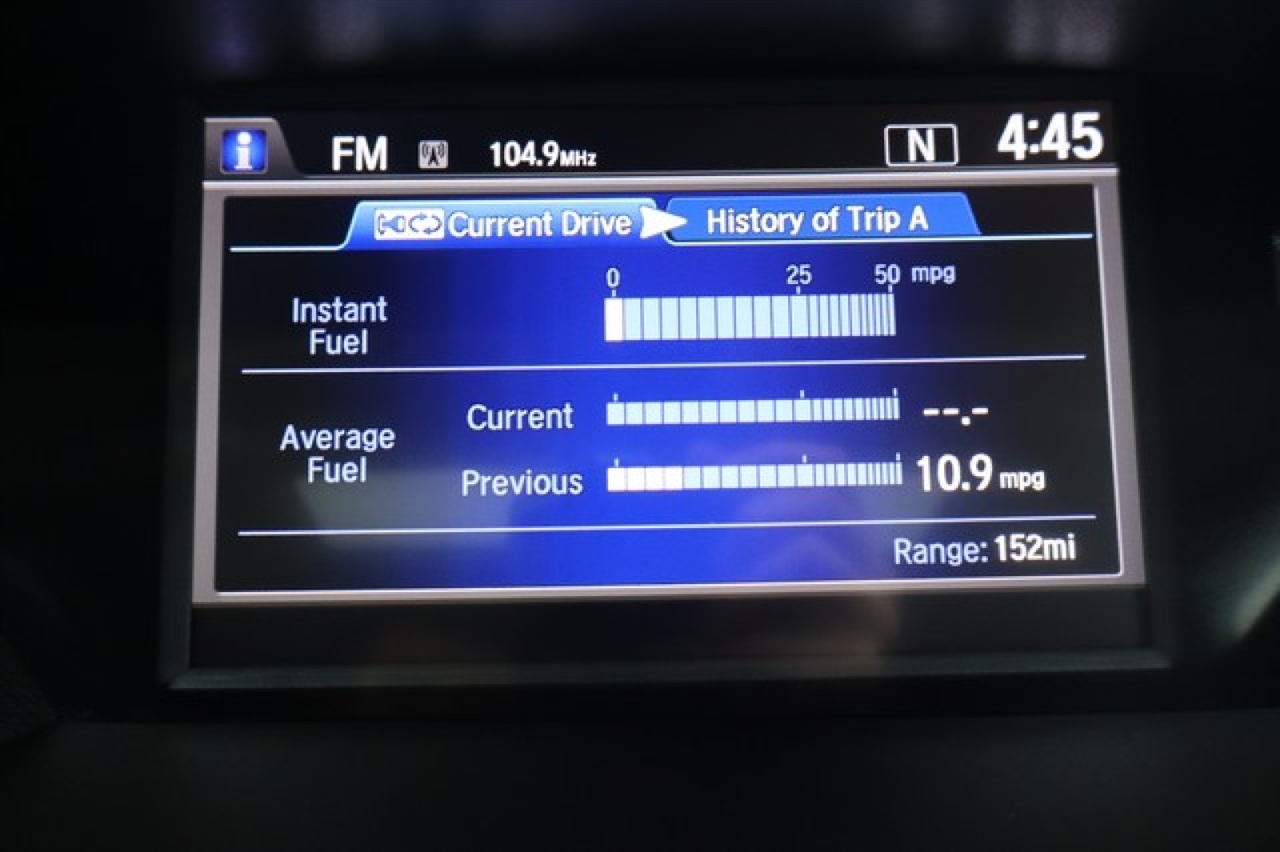 i FM 104.9MHz N 4:45
Current Drive History of Trip A
0 25 50 mpg
Instant
Fuel
Average
Fuel
Current --.-
Previous 10.9 mpg
Range: 152mi